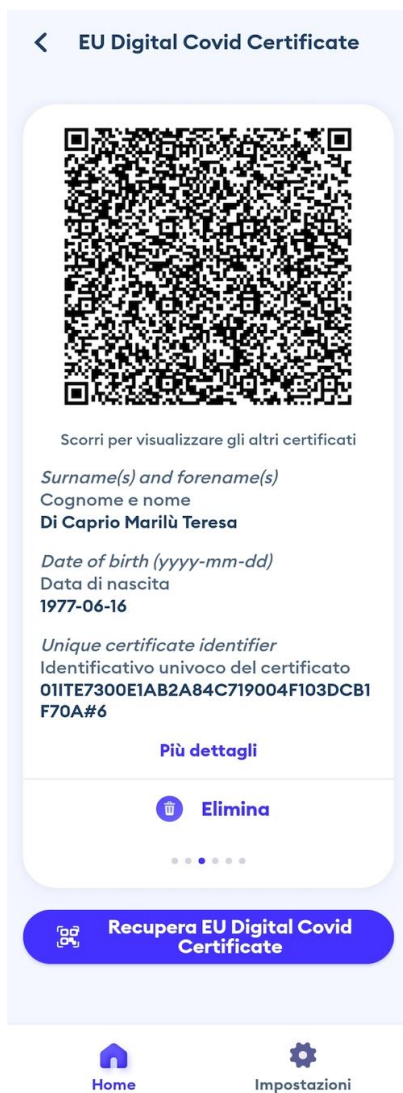 EU Digital Covid Certificate
Scorri per visualizzare gli altri certificati
Surname(s) and forename(s)
Cognome e nome
Di Caprio Marilù Teresa
Date of birth (yyyy-mm-dd)
Data di nascita
1977-06-16
Unique certificate identifier
Identificativo univoco del certificato
01ITE7300E1AB2A84C719004F103DCB1
F70A#6
Più dettagli
Elimina
Recupera EU Digital Covid
Certificate
Home
Impostazioni